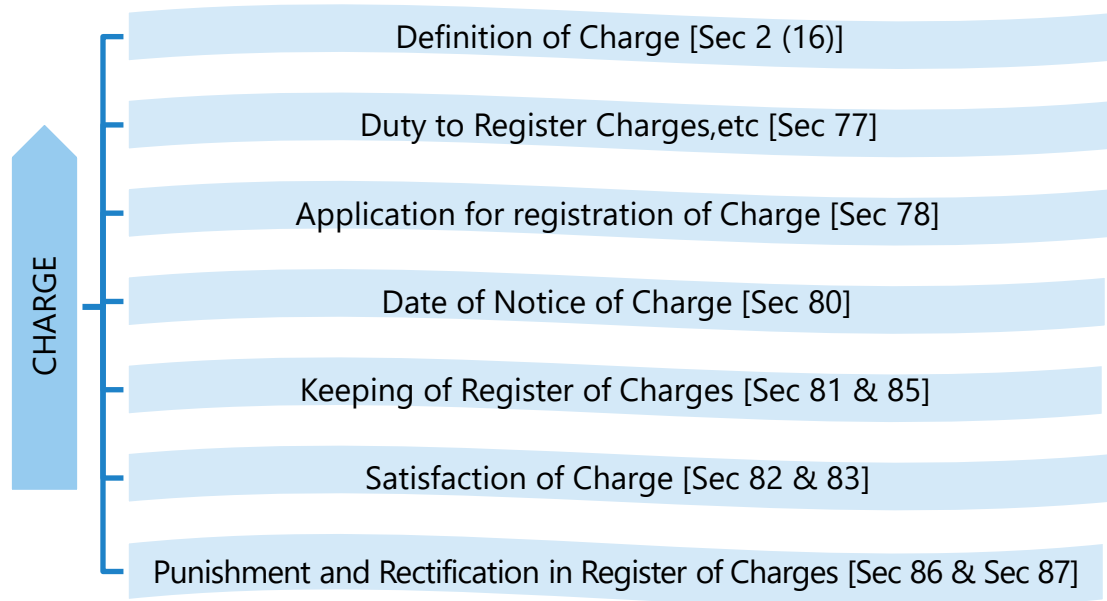 CHARGE
Definition of Charge [Sec 2 (16)]
Duty to Register Charges,etc [Sec 77]
Application for registration of Charge [Sec 78]
Date of Notice of Charge [Sec 80]
Keeping of Register of Charges [Sec 81 & 85]
Satisfaction of Charge [Sec 82 & 83]
Punishment and Rectification in Register of Charges [Sec 86 & Sec 87]